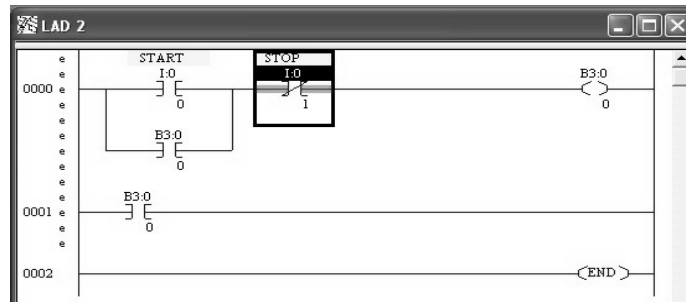 LAD 2
START STOP
e
e I:0 I:0 B3:0
0000 e
e 0 1 0
e
e B3:0
e
e 0
e
e B3:0
0001 e
e 0
e
0002 END